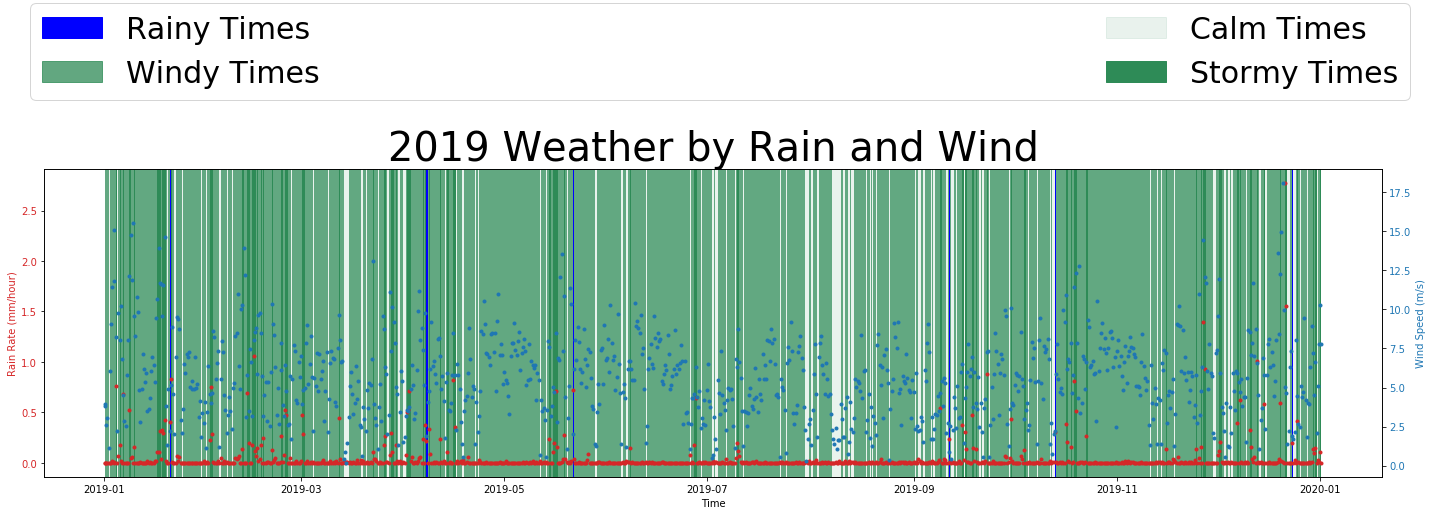 Rainy Times
Windy Times
Calm Times
Stormy Times
2019 Weather by Rain and Wind
Rain Rate (mm/hour)
2.5
2.0
1.5
1.0
0.5
0.0
17.5
15.0
12.5
10.0
7.5
5.0
2.5
0.0
Wind Speed (m/s)
2019-01
2019-03
2019-05
2019-07
2019-09
2019-11
2020-01
Time